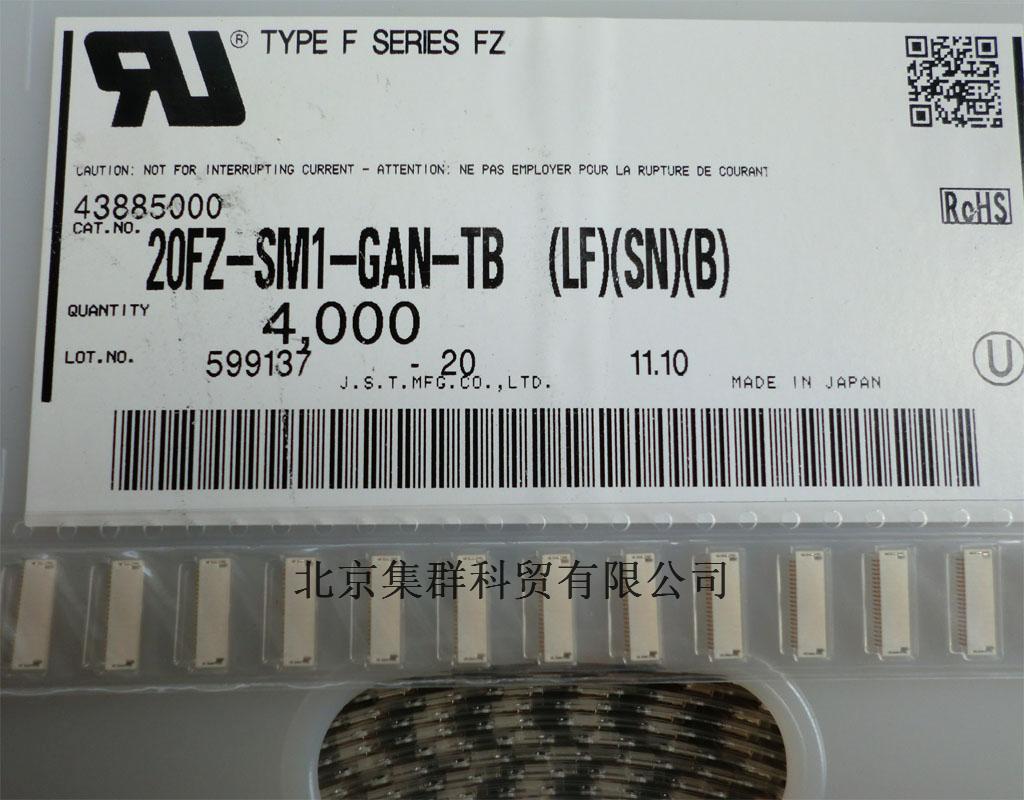 ® TYPE F SERIES FZ
CAUTION: NOT FOR INTERRUPTING CURRENT - ATTENTION: NE PAS EMPLOYER POUR LA RUPTURE DE COURANT
43885000
RoHS
CAT.NO. 20FZ-SM1-GAN-TB (LF)(SN)(B)
QUANTITY 4,000
LOT.NO. 599137 - 20 11.10
J.S.T.MFG.CO.,LTD. MADE IN JAPAN
U
北京集群科贸有限公司